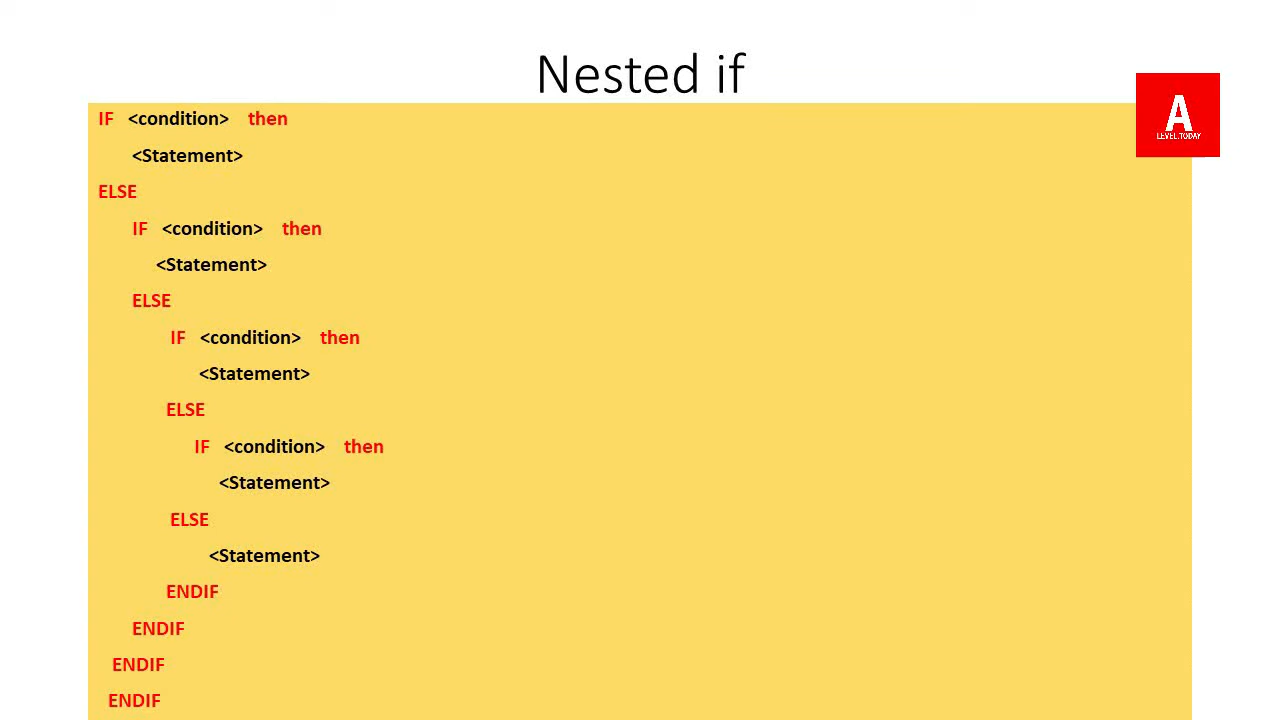 Nested if
A
LEVEL.TODAY
IF <condition> then
<Statement>
ELSE
IF <condition> then
<Statement>
ELSE
IF <condition> then
<Statement>
ELSE
IF <condition> then
<Statement>
ELSE
<Statement>
ENDIF
ENDIF
ENDIF
ENDIF